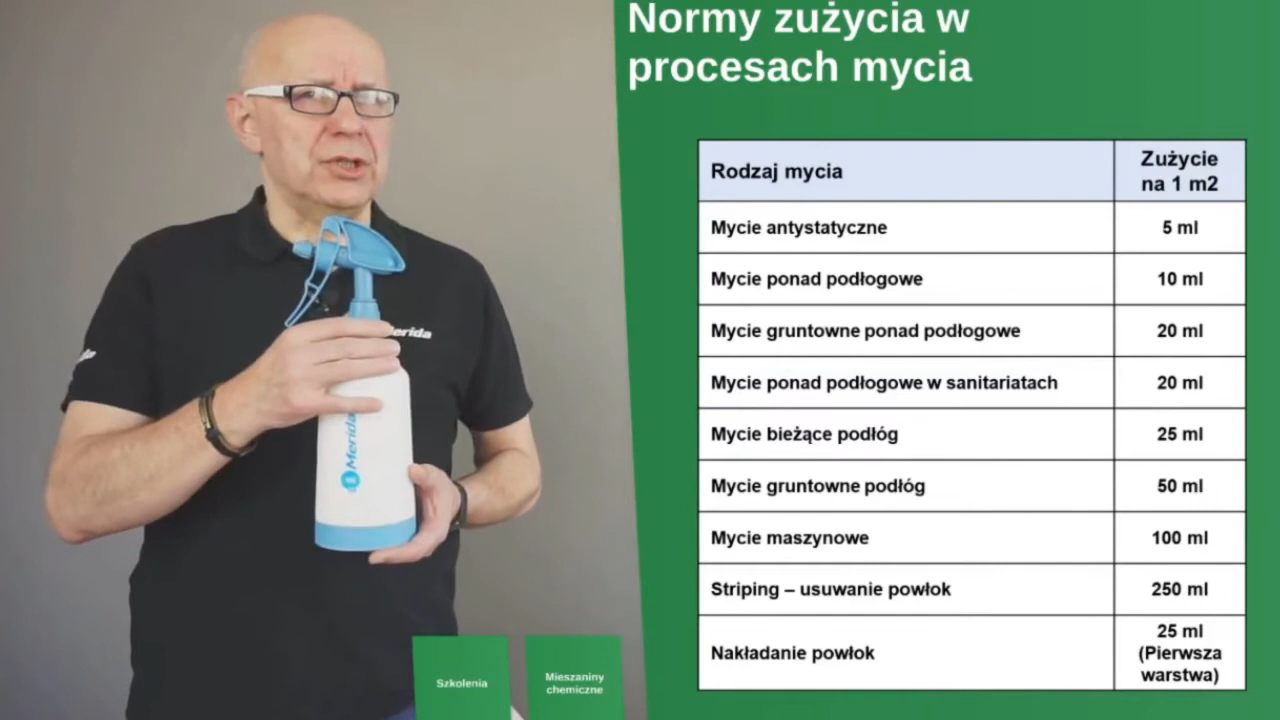 Normy zużycia w
procesach mycia
Rodzaj mycia
Zużycie
na 1 m2
Mycie antystatyczne
5 ml
Mycie ponad podłogowe
10 ml
Mycie gruntowne ponad podłogowe
20 ml
Mycie ponad podłogowe w sanitariatach
20 ml
Mycie bieżące podłóg
25 ml
Mycie gruntowne podłóg
50 ml
Mycie maszynowe
100 ml
Striping – usuwanie powłok
250 ml
Nakładanie powłok
25 ml
(Pierwsza
warstwa)
Merida
Szkolenia
Mieszaniny
chemiczne